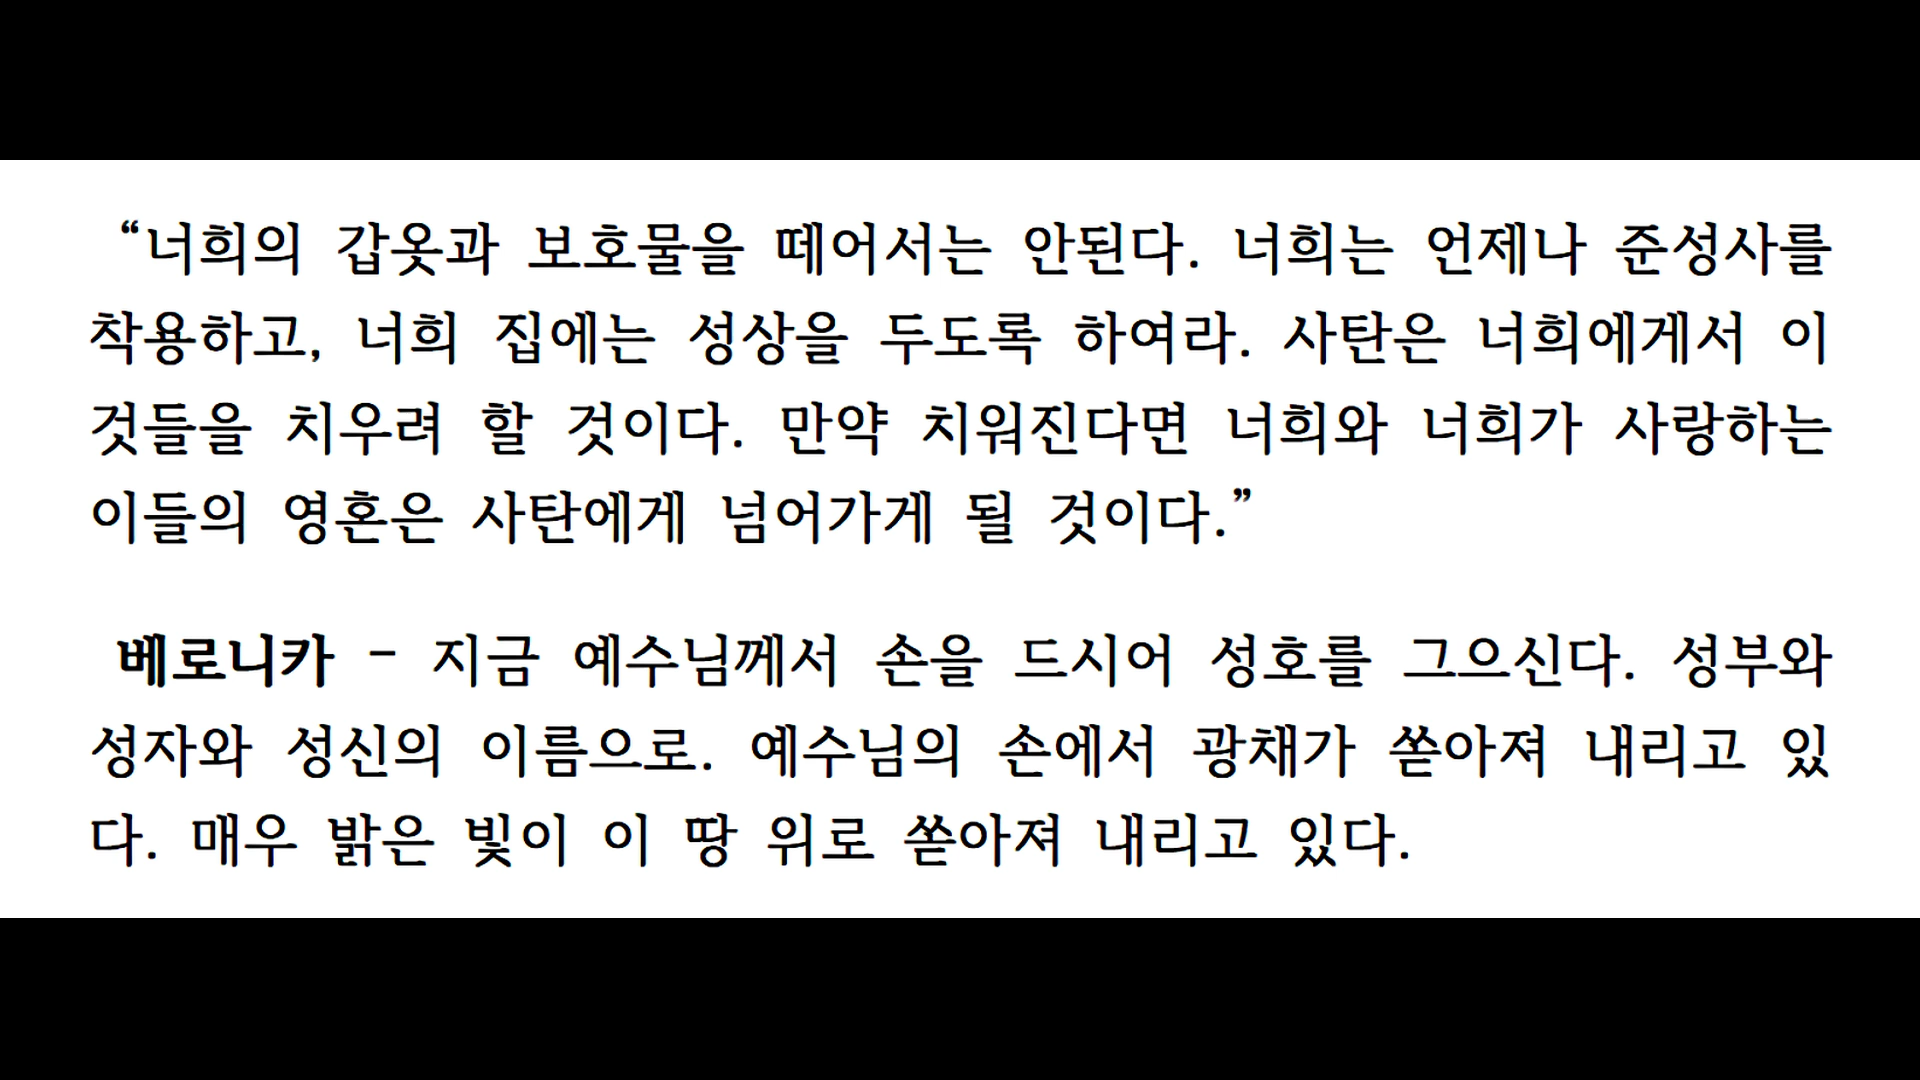 “너희의 갑옷과 보호물을 떼어서는 안된다. 너희는 언제나 준성사를
착용하고, 너희 집에는 성상을 두도록 하여라. 사탄은 너희에게서 이
것들을 치우려 할 것이다. 만약 치워진다면 너희와 너희가 사랑하는
이들의 영혼은 사탄에게 넘어가게 될 것이다.”
베로니카 - 지금 예수님께서 손을 드시어 성호를 그으신다. 성부와
성자와 성신의 이름으로. 예수님의 손에서 광채가 쏟아져 내리고 있
다. 매우 밝은 빛이 이 땅 위로 쏟아져 내리고 있다.